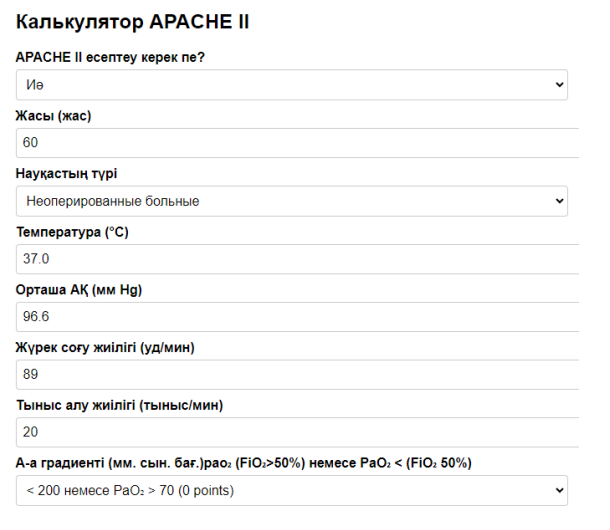 Калькулятор APACHE II
APACHE II есептеу керек пе?
Иә
Жасы (жас)
60
Науқастың түрі
Неоперированные больные
Температура (°C)
37.0
Орташа АҚ (мм Hg)
96.6
Жүрек соғу жиілігі (уд/мин)
89
Тыныс алу жиілігі (тыныс/мин)
20
А-а градиенті (мм. сын. бағ.)рао₂ (FiO₂>50%) немесе PaO₂ < (FiO₂ 50%)
< 200 немесе PaO₂ > 70 (0 points)